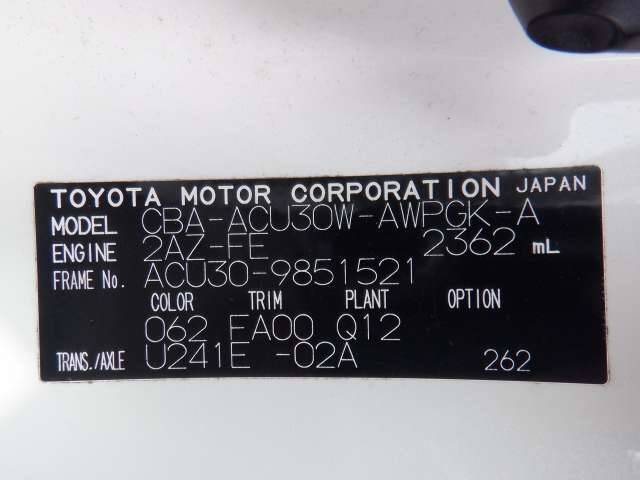 TOYOTA MOTOR CORPORATION JAPAN
MODEL CBA-ACU30W-AWPGK-A
ENGINE 2AZ-FE 2362 mL
FRAME No. ACU30-9851521
COLOR TRIM PLANT OPTION
062 FA00 Q12
TRANS./AXLE U241E -02A 262